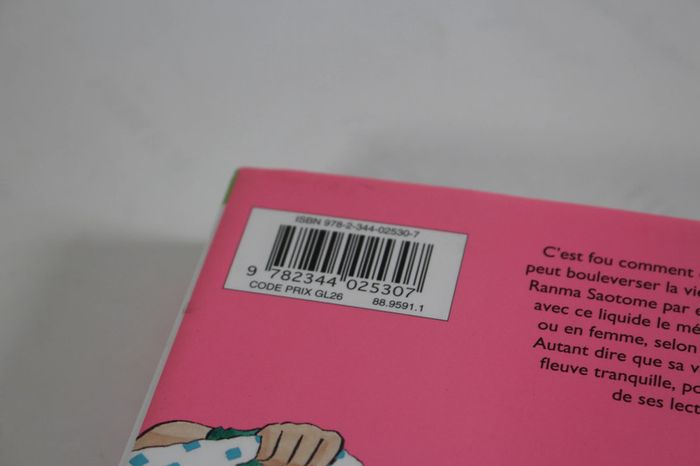 ISBN 978-2-344-02530-7
9 782344 025307
CODE PRIX GL26 88.9591.1
C'est fou comment
peut bouleverser la vie
Ranma Saotome par e
avec ce liquide le mé
ou en femme, selon
Autant dire que sa v
fleuve tranquille, po
de ses lect